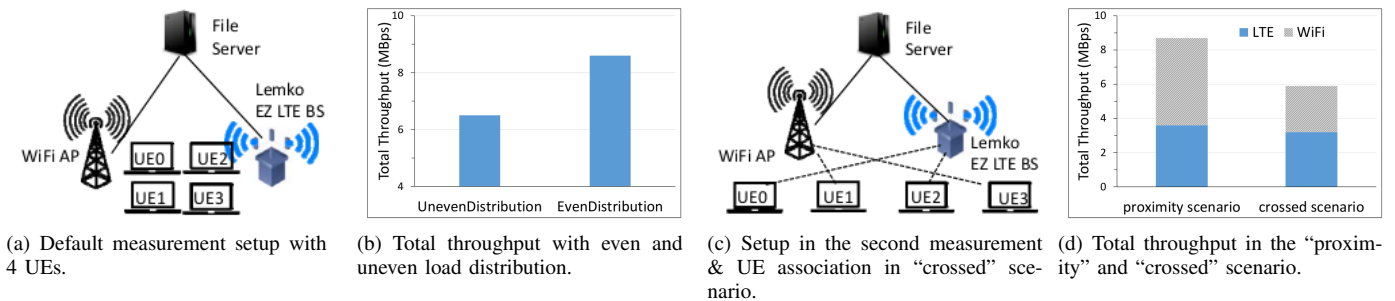 File
Server
Lemko
EZ LTE BS
WiFi AP
UE0
UE2
UE1
UE3
(a) Default measurement setup with
4 UEs.
Total Throughput (MBps)
10
8
6
4
UnevenDistribution
EvenDistribution
(b) Total throughput with even and
uneven load distribution.
File
Server
WiFi AP
Lemko
EZ LTE BS
UE0
UE1
UE2
UE3
(c) Setup in the second measurement
& UE association in “crossed” sce-
nario.
Total Throughput (MBps)
10
8
6
4
2
0
LTE
WiFi
proximity scenario
crossed scenario
(d) Total throughput in the “proxim-
ity” and “crossed” scenario.